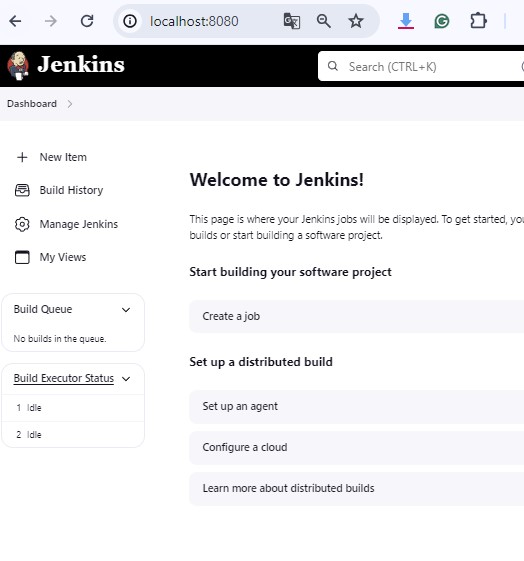 localhost:8080
Jenkins
Search (CTRL+K)
Dashboard
New Item
Build History
Manage Jenkins
My Views
Build Queue
No builds in the queue.
Build Executor Status
1 Idle
2 Idle
Welcome to Jenkins!
This page is where your Jenkins jobs will be displayed. To get started,
builds or start building a software project.
Start building your software project
Create a job
Set up a distributed build
Set up an agent
Configure a cloud
Learn more about distributed builds